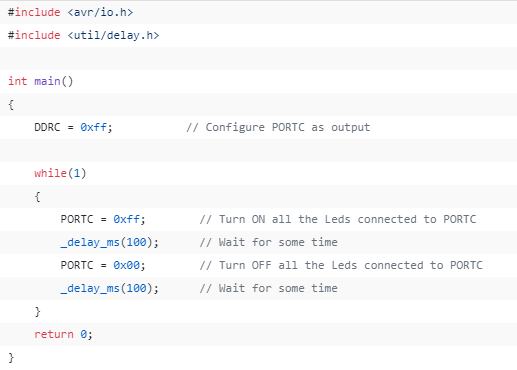 #include <avr/io.h>
#include <util/delay.h>

int main()
{
    DDRC = 0xff;           // Configure PORTC as output

    while(1)
    {
        PORTC = 0xff;        // Turn ON all the Leds connected to PORTC
        _delay_ms(100);      // Wait for some time
        PORTC = 0x00;        // Turn OFF all the Leds connected to PORTC
        _delay_ms(100);      // Wait for some time
    }
    return 0;
}